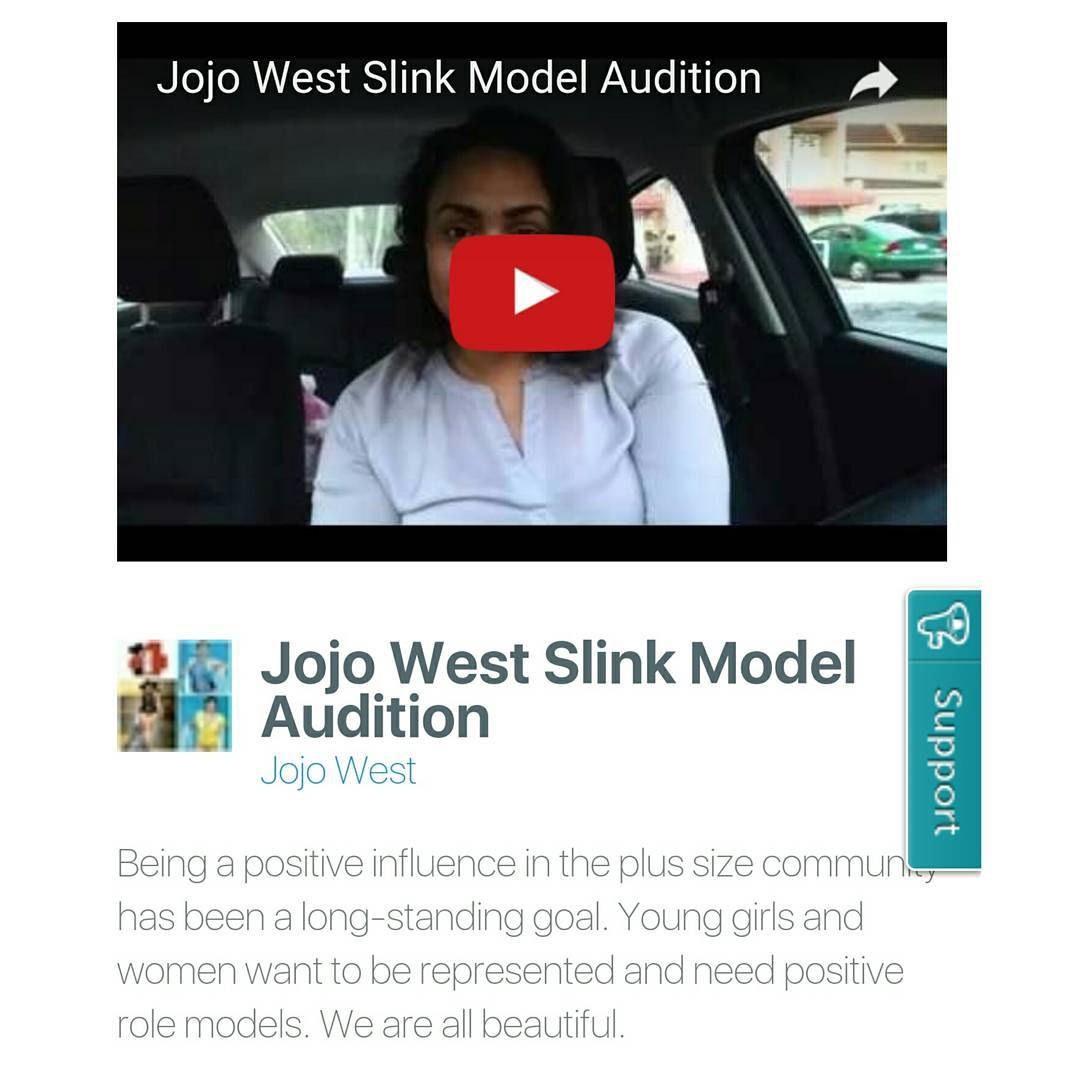 Jojo West Slink Model Audition
Jojo West Slink Model
Audition
Jojo West
Support
Being a positive influence in the plus size community
has been a long-standing goal. Young girls and
women want to be represented and need positive
role models. We are all beautiful.